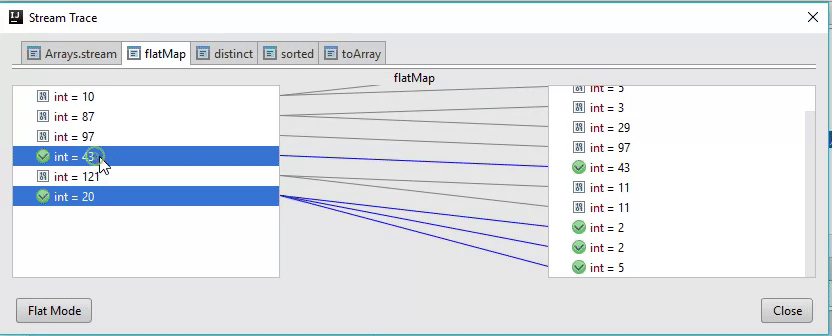 Stream Trace
Arrays.stream flatMap distinct sorted toArray
flatMap
int = 10
int = 87
int = 97
int = 43
int = 121
int = 20
int = 5
int = 3
int = 29
int = 97
int = 43
int = 11
int = 11
int = 2
int = 2
int = 5
Flat Mode
Close